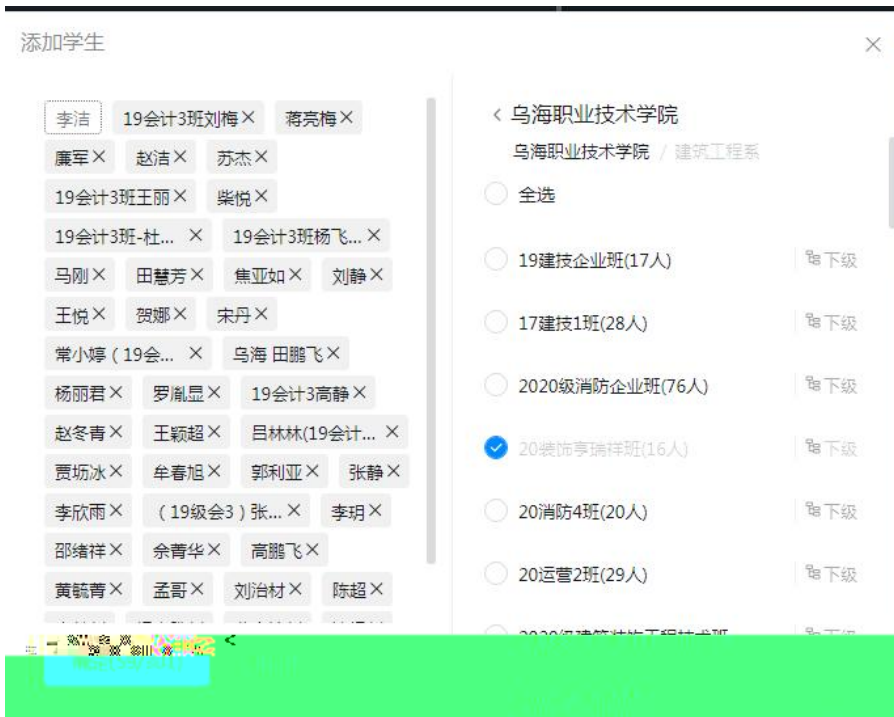 添加学生
李洁 19会计3班刘梅 蒋亮梅
廉军 赵洁 苏杰
19会计3班王丽 柴悦
19会计3班-杜... 19会计3班杨飞...
马刚 田慧芳 焦亚如 刘静
王悦 贺娜 宋丹
常小婷（19会... 乌海 田鹏飞
杨丽君 罗胤显 19会计3高静
赵冬青 王颖超 吕林林(19会计...
贾坜冰 牟春旭 郭利亚 张静
李欣雨 （19级会3）张... 李玥
邵绪祥 余菁华 高鹏飞
黄毓菁 孟哥 刘治材 陈超
乌海职业技术学院
乌海职业技术学院 / 建筑工程系
全选
19建技企业班(17人) 下级
17建技1班(28人) 下级
2020级消防企业班(76人) 下级
20装饰亨瑞祥班(16人) 下级
20消防4班(20人) 下级
20运营2班(29人) 下级